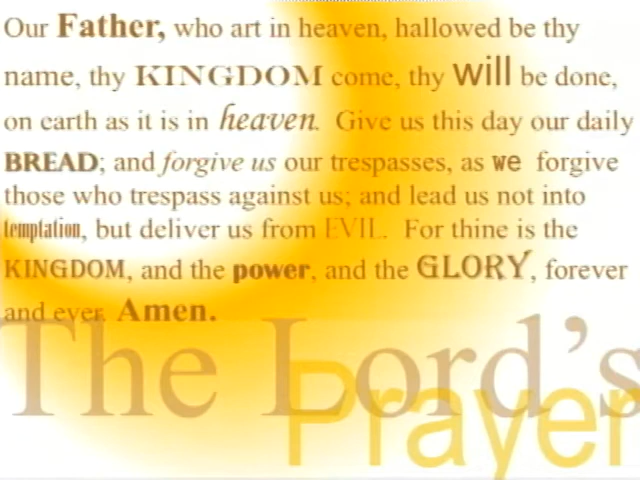 Our Father, who art in heaven, hallowed be thy
name, thy KINGDOM come, thy will be done,
on earth as it is in heaven. Give us this day our daily
BREAD; and forgive us our trespasses, as we forgive
those who trespass against us; and lead us not into
temptation, but deliver us from EVIL. For thine is the
KINGDOM, and the power, and the GLORY, forever
and ever. Amen.
The Lord's
Prayer